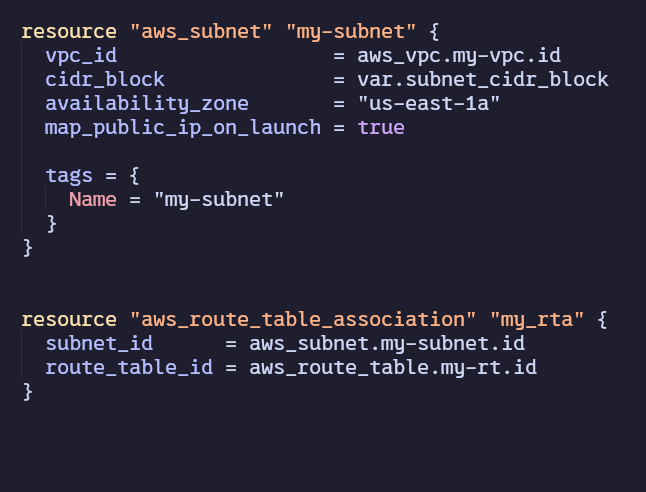 resource "aws_subnet" "my-subnet" {
  vpc_id                  = aws_vpc.my-vpc.id
  cidr_block              = var.subnet_cidr_block
  availability_zone       = "us-east-1a"
  map_public_ip_on_launch = true

  tags = {
    Name = "my-subnet"
  }
}


resource "aws_route_table_association" "my_rta" {
  subnet_id      = aws_subnet.my-subnet.id
  route_table_id = aws_route_table.my-rt.id
}